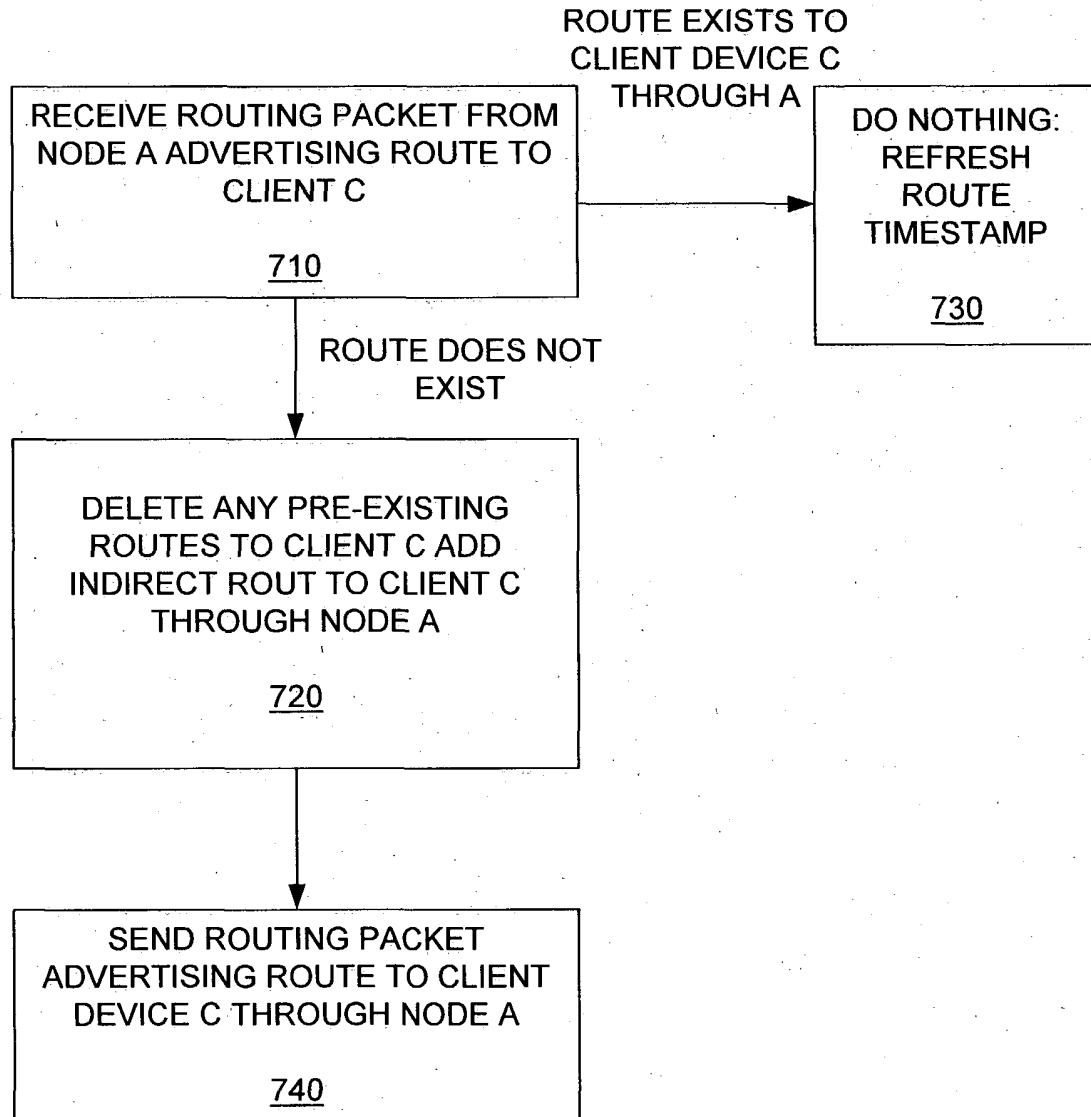 ROUTE EXISTS TO
CLIENT DEVICE C
THROUGH A
RECEIVE ROUTING PACKET FROM
NODE A ADVERTISING ROUTE TO
CLIENT C
710
DO NOTHING:
REFRESH
ROUTE
TIMESTAMP
730
ROUTE DOES NOT
EXIST
DELETE ANY PRE-EXISTING
ROUTES TO CLIENT C ADD
INDIRECT ROUT TO CLIENT C
THROUGH NODE A
720
SEND ROUTING PACKET
ADVERTISING ROUTE TO CLIENT
DEVICE C THROUGH NODE A
740